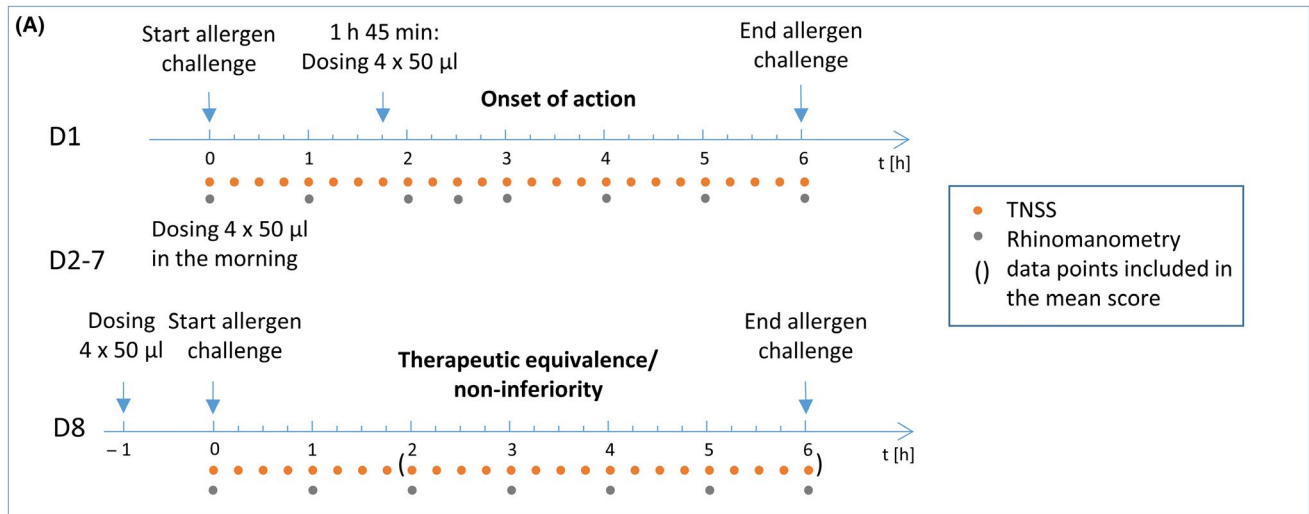 (A)
Start allergen
challenge
1 h 45 min:
Dosing 4 x 50 µl
End allergen
challenge
Onset of action
D1
0 1 2 3 4 5 6
t [h]
Dosing 4 x 50 µl
in the morning
D2-7
TNSS
Rhinomanometry
() data points included in
the mean score
Dosing
4 x 50 µl
Start allergen
challenge
End allergen
challenge
Therapeutic equivalence/
non-inferiority
D8
– 1 0 1 2 3 4 5 6
t [h]
( )